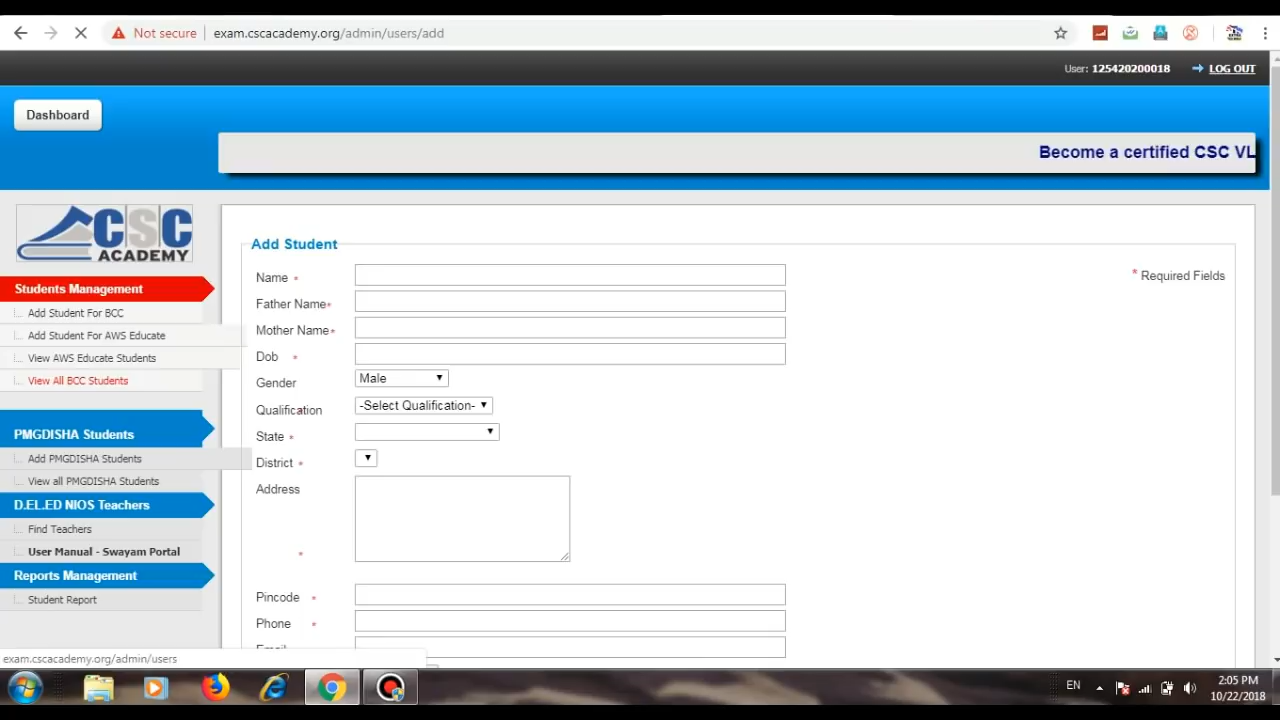 Not secure exam.cscacademy.org/admin/users/add
User: 125420200018 LOG OUT
Dashboard
Become a certified CSC VL
CSC
ACADEMY
Students Management
Add Student For BCC
Add Student For AWS Educate
View AWS Educate Students
View All BCC Students
PMGDISHA Students
Add PMGDISHA Students
View all PMGDISHA Students
D.EL.ED NIOS Teachers
Find Teachers
User Manual - Swayam Portal
Reports Management
Student Report
Add Student
* Required Fields
Name *
Father Name*
Mother Name*
Dob *
Gender Male
Qualification -Select Qualification-
State *
District *
Address
*
Pincode *
Phone *
Email
exam.cscacademy.org/admin/users
EN
2:05 PM
10/22/2018